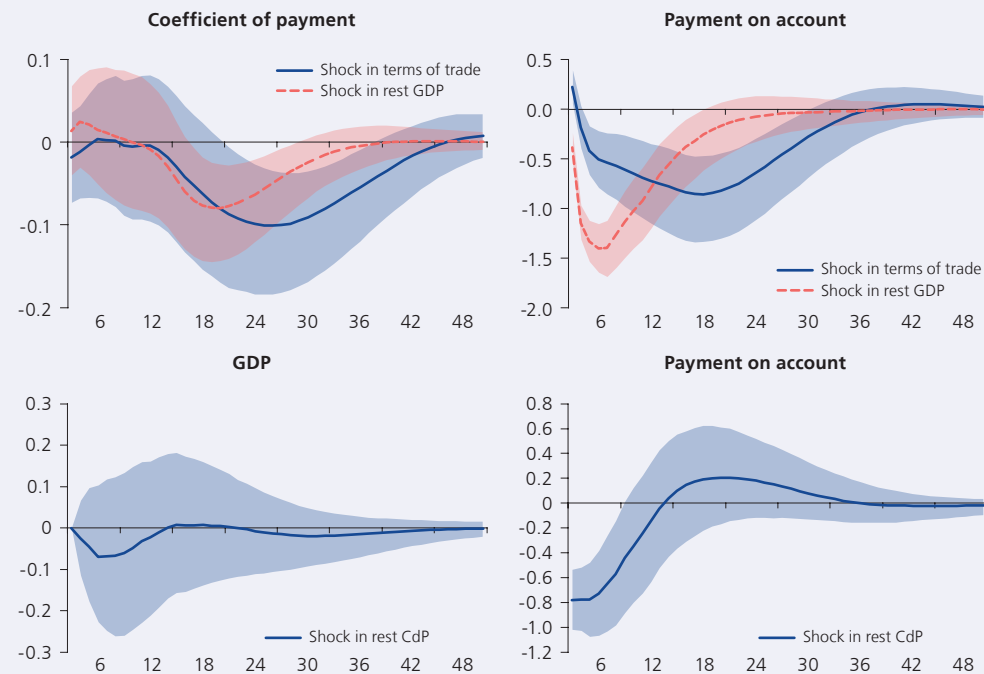 Coefficient of payment
0.1
0
-0.1
-0.2
Shock in terms of trade
Shock in rest GDP
6 12 18 24 30 36 42 48
Payment on account
0.5
0.0
-0.5
-1.0
-1.5
-2.0
Shock in terms of trade
Shock in rest GDP
6 12 18 24 30 36 42 48
GDP
0.3
0.2
0.1
0
-0.1
-0.2
-0.3
Shock in rest CdP
6 12 18 24 30 36 42 48
Payment on account
0.8
0.6
0.4
0.2
0
-0.2
-0.4
-0.6
-0.8
-1.0
-1.2
Shock in rest CdP
6 12 18 24 30 36 42 48